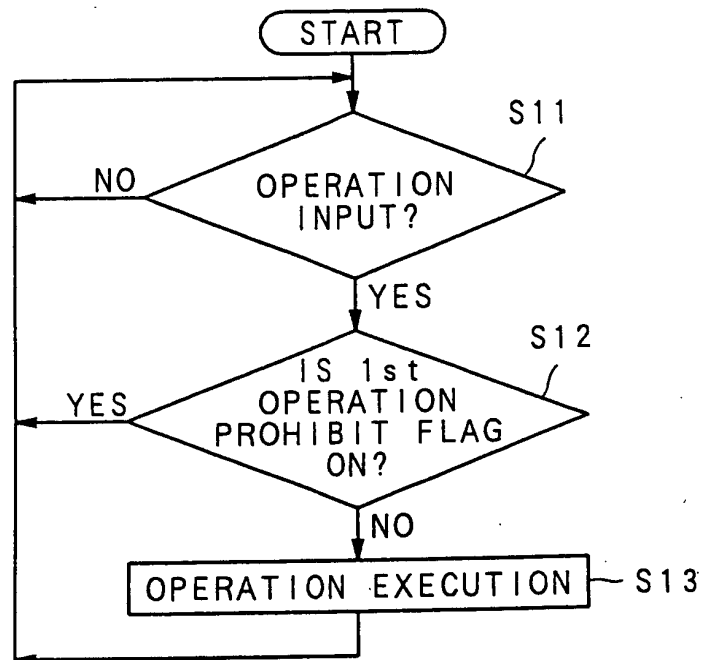 START
S11
NO
OPERATION
INPUT?
YES
S12
IS 1st
YES
OPERATION
PROHIBIT FLAG
ON?
NO
OPERATION EXECUTION
S13